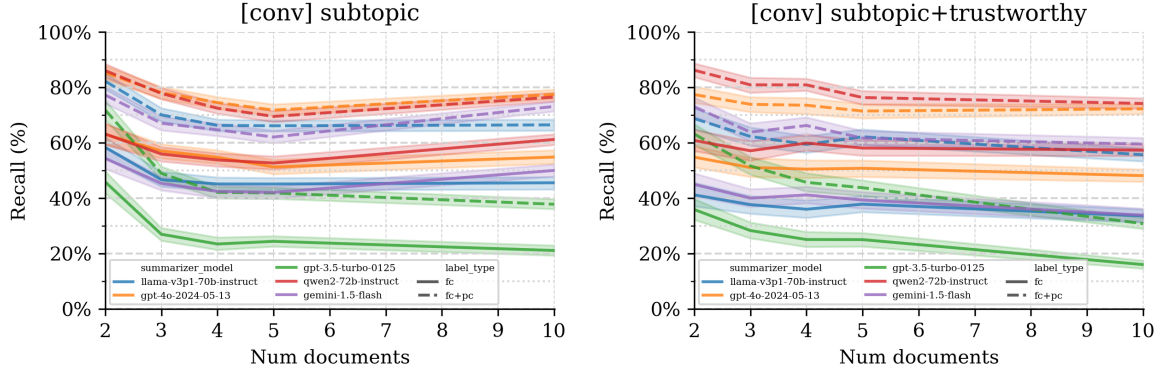 [conv] subtopic
100%
80%
60%
40%
20%
0%
Recall (%)
summarizer_model
llama-v3p1-70b-instruct
gpt-4o-2024-05-13
gpt-3.5-turbo-0125
qwen2-72b-instruct
gemini-1.5-flash
label_type
fc
fc+pc
2 3 4 5 6 7 8 9 10
Num documents
[conv] subtopic+trustworthy
100%
80%
60%
40%
20%
0%
Recall (%)
summarizer_model
llama-v3p1-70b-instruct
gpt-4o-2024-05-13
gpt-3.5-turbo-0125
qwen2-72b-instruct
gemini-1.5-flash
label_type
fc
fc+pc
2 3 4 5 6 7 8 9 10
Num documents